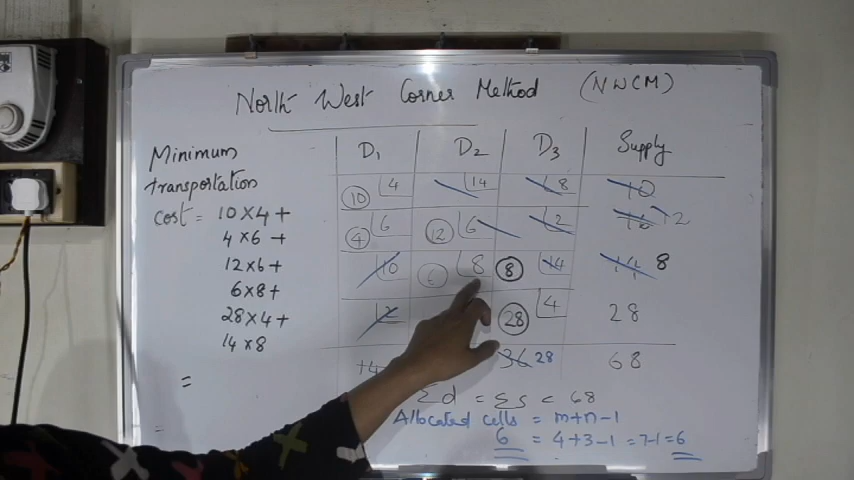 North West Corner Method (NWCM)
Minimum
transportation
cost = 10 x 4 +
4 x 6 +
12 x 6 +
6 x 8 +
28 x 4 +
14 x 8
=
D1 D2 D3 Supply
10 4 14 8 10
4 6 12 6 2 16 12
10 6 8 8 14 14 8
12 28 4 28
14 36 28 68
Σd = Σs = 68
Allocated cells = m+n-1
6 = 4+3-1 = 7-1 = 6